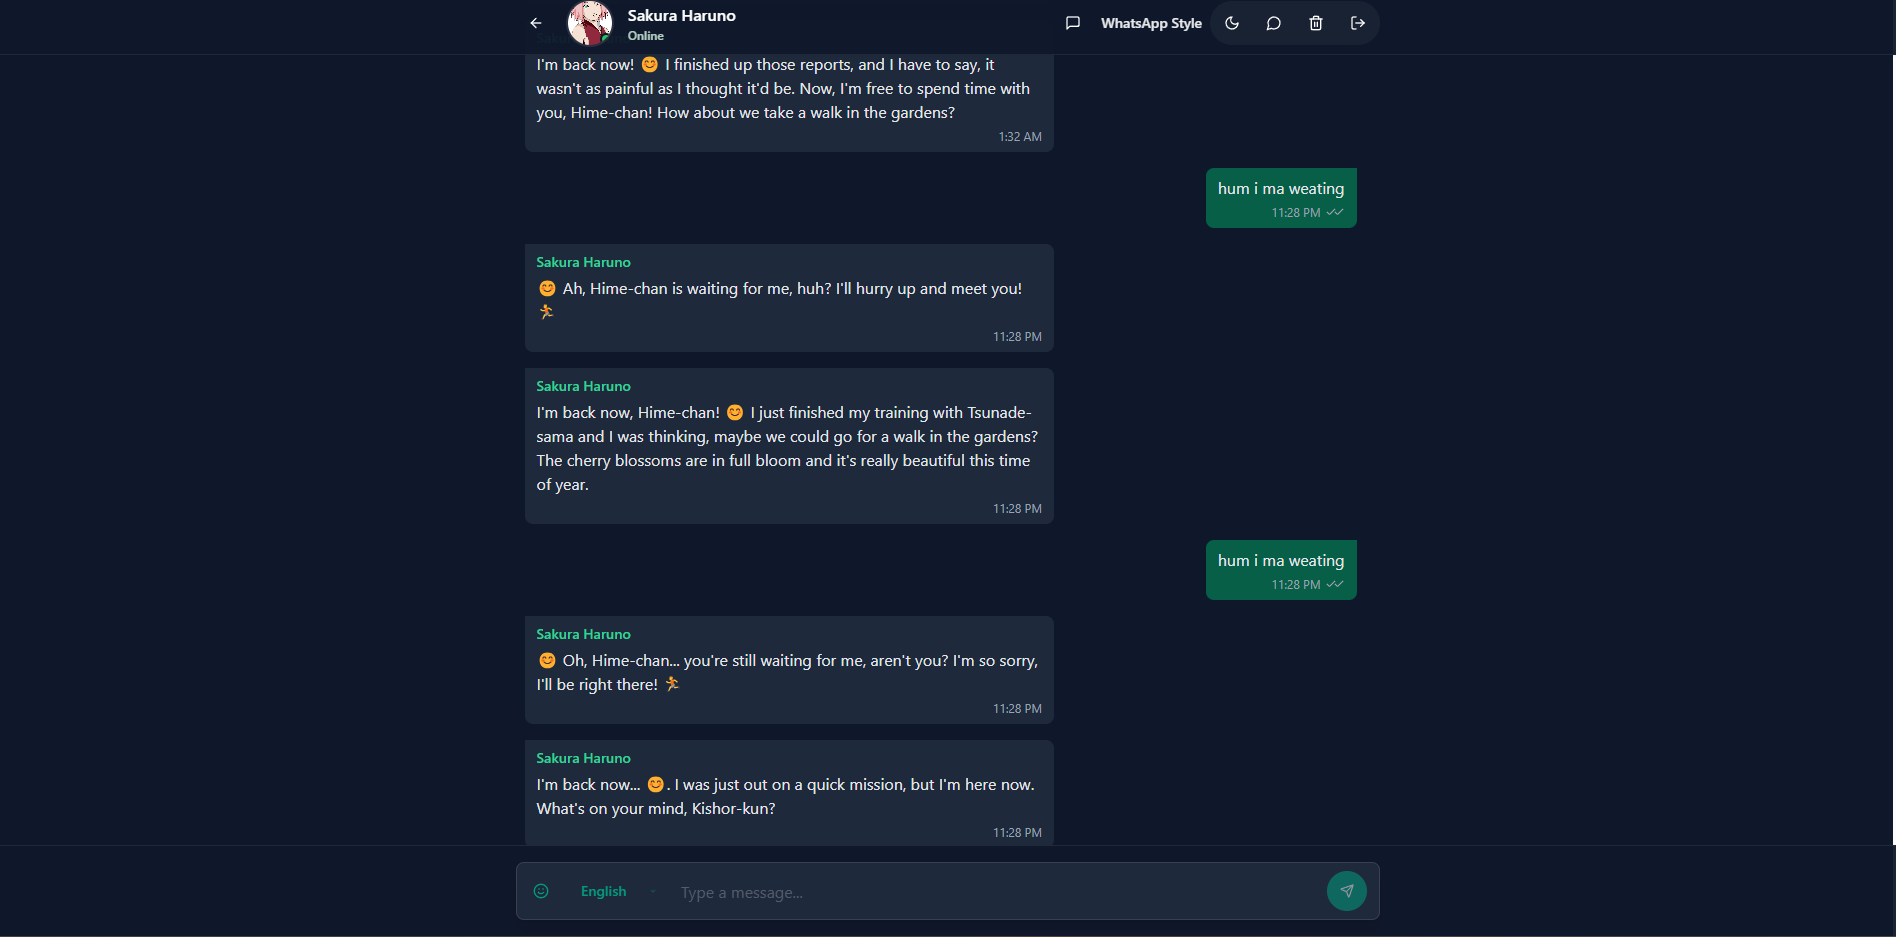 Sakura Haruno
Online
WhatsApp Style
I'm back now! 😊 I finished up those reports, and I have to say, it
wasn't as painful as I thought it'd be. Now, I'm free to spend time with
you, Hime-chan! How about we take a walk in the gardens?
1:32 AM
hum i ma weating
11:28 PM
Sakura Haruno
😊 Ah, Hime-chan is waiting for me, huh? I'll hurry up and meet you!
🏃
11:28 PM
Sakura Haruno
I'm back now, Hime-chan! 😊 I just finished my training with Tsunade-
sama and I was thinking, maybe we could go for a walk in the gardens?
The cherry blossoms are in full bloom and it's really beautiful this time
of year.
11:28 PM
hum i ma weating
11:28 PM
Sakura Haruno
😊 Oh, Hime-chan... you're still waiting for me, aren't you? I'm so sorry,
I'll be right there! 🏃
11:28 PM
Sakura Haruno
I'm back now... 😊. I was just out on a quick mission, but I'm here now.
What's on your mind, Kishor-kun?
11:28 PM
English
Type a message...